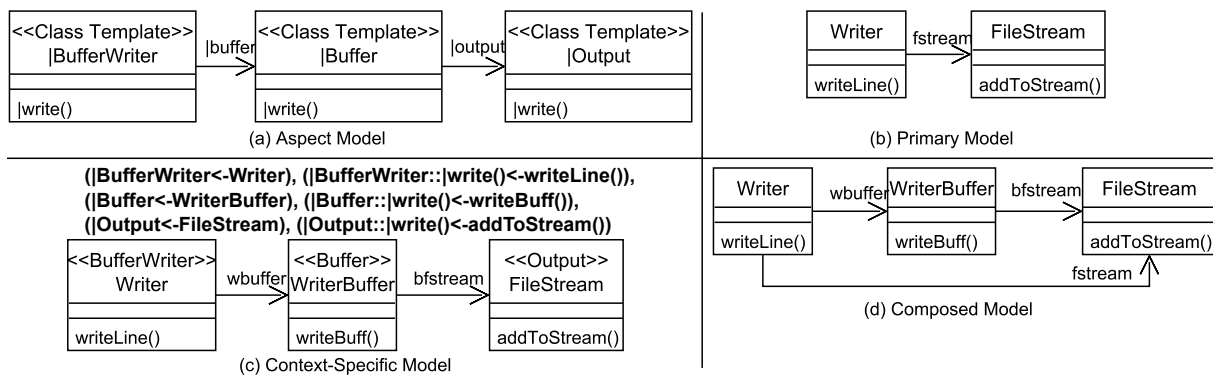 <<Class Template>>
|BufferWriter
|write()
|buffer
<<Class Template>>
|Buffer
|write()
|output
<<Class Template>>
|Output
|write()
(a) Aspect Model
Writer
writeLine()
fstream
FileStream
addToStream()
(b) Primary Model
(|BufferWriter<-Writer), (|BufferWriter::|write()<-writeLine()),
(|Buffer<-WriterBuffer), (|Buffer::|write()<-writeBuff()),
(|Output<-FileStream), (|Output::|write()<-addToStream())
<<BufferWriter>>
Writer
writeLine()
wbuffer
<<Buffer>>
WriterBuffer
writeBuff()
bfstream
<<Output>>
FileStream
addToStream()
(c) Context-Specific Model
Writer
writeLine()
wbuffer
WriterBuffer
writeBuff()
bfstream
FileStream
addToStream()
fstream
(d) Composed Model